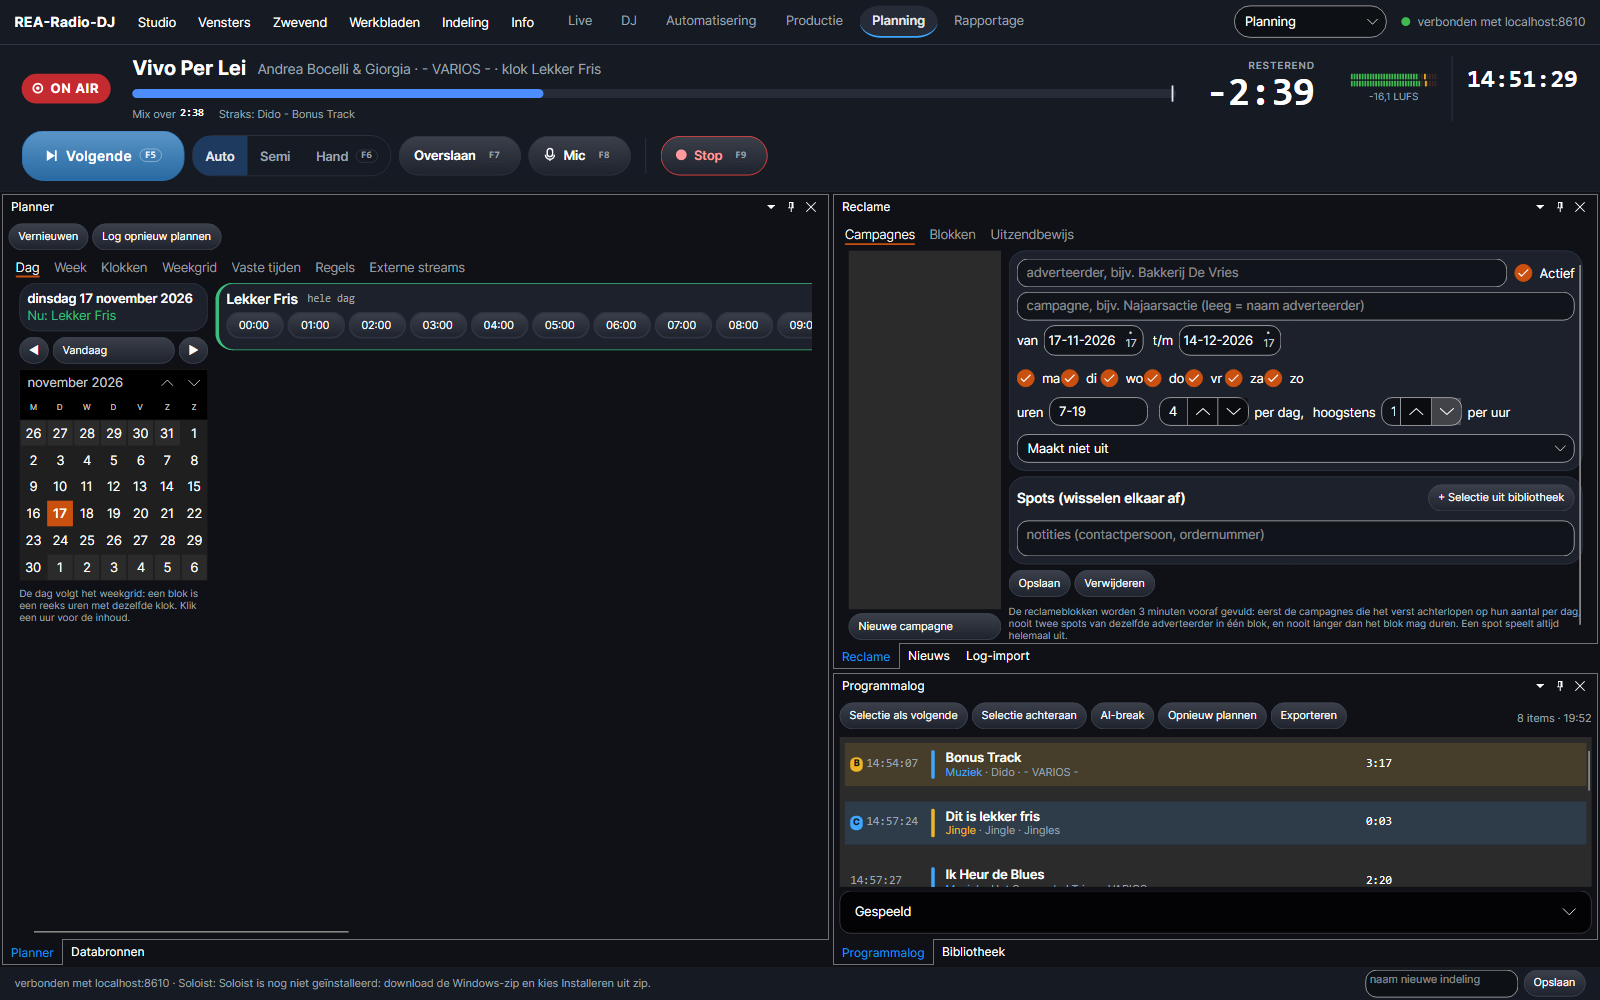 REA-Radio-DJ Studio Vensters Zwevend Werkbladen Indeling Info Live DJ Automatisering Productie Planning Rapportage Planning verbonden met localhost:8610
ON AIR
Vivo Per Lei Andrea Bocelli & Giorgia · - VARIOS - · klok Lekker Fris
Mix over 2:38 Straks: Dido - Bonus Track
RESTEREND
-2:39
-16,1 LUFS
14:51:29
Volgende F5 Auto Semi Hand F6 Overslaan F7 Mic F8 Stop F9
Planner
Vernieuwen Log opnieuw plannen
Dag Week Klokken Weekgrid Vaste tijden Regels Externe streams
dinsdag 17 november 2026
Nu: Lekker Fris
Vandaag
november 2026
M D W D V Z Z
26 27 28 29 30 31 1
2 3 4 5 6 7 8
9 10 11 12 13 14 15
16 17 18 19 20 21 22
23 24 25 26 27 28 29
30 1 2 3 4 5 6
De dag volgt het weekgrid: een blok is
een reeks uren met dezelfde klok. Klik
een uur voor de inhoud.
Lekker Fris hele dag
00:00 01:00 02:00 03:00 04:00 05:00 06:00 07:00 08:00 09:0
Planner Databronnen
Reclame
Campagnes Blokken Uitzendbewijs
Nieuwe campagne
adverteerder, bijv. Bakkerij De Vries Actief
campagne, bijv. Najaarsactie (leeg = naam adverteerder)
van 17-11-2026 17 t/m 14-12-2026 17
ma di wo do vr za zo
uren 7-19 4 per dag, hoogstens 1 per uur
Maakt niet uit
Spots (wisselen elkaar af) + Selectie uit bibliotheek
notities (contactpersoon, ordernummer)
Opslaan Verwijderen
De reclameblokken worden 3 minuten vooraf gevuld: eerst de campagnes die het verst achterlopen op hun aantal per dag,
nooit twee spots van dezelfde adverteerder in één blok, en nooit langer dan het blok mag duren. Een spot speelt altijd
helemaal uit.
Reclame Nieuws Log-import
Programmalog
Selectie als volgende Selectie achteraan AI-break Opnieuw plannen Exporteren 8 items · 19:52
B 14:54:07 Bonus Track 3:17
Muziek · Dido · - VARIOS -
C 14:57:24 Dit is lekker fris 0:03
Jingle · Jingle · Jingles
14:57:27 Ik Heur de Blues 2:20
Gespeeld
Programmalog Bibliotheek
verbonden met localhost:8610 · Soloist: Soloist is nog niet geïnstalleerd: download de Windows-zip en kies Installeren uit zip.
naam nieuwe indeling Opslaan